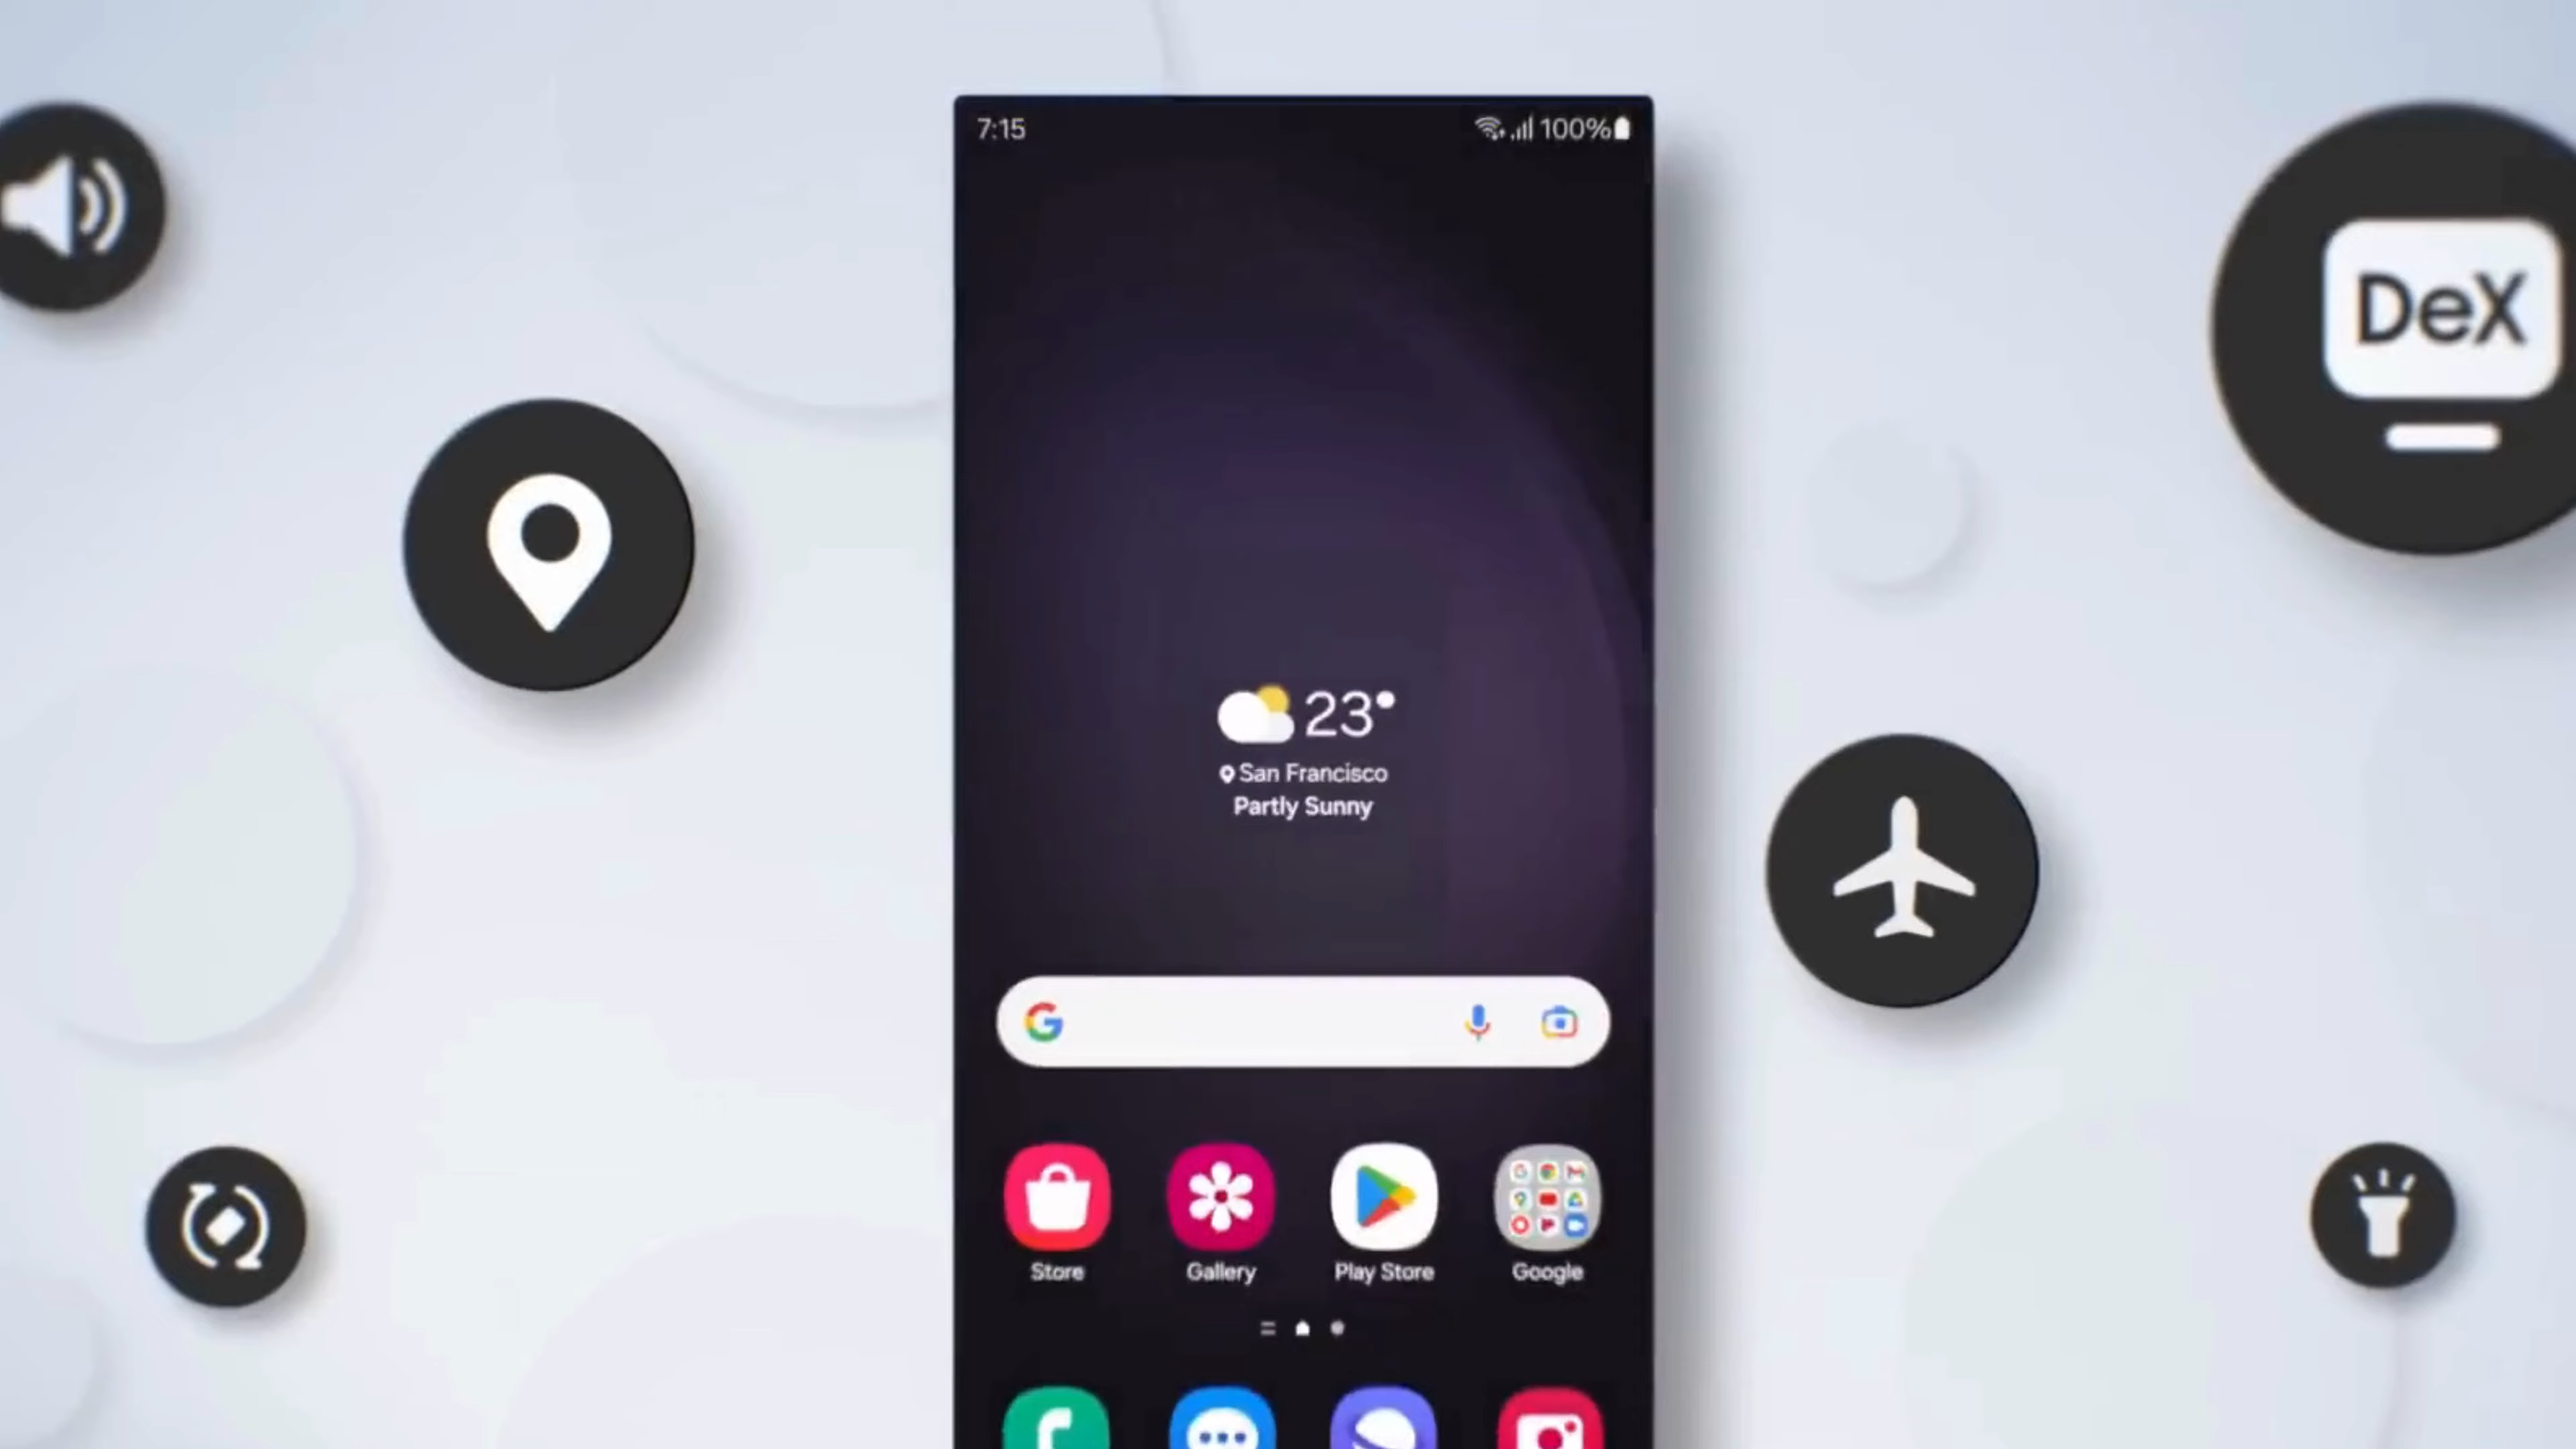 7:15
100%
DeX
23°
San Francisco
Partly Sunny
Store
Gallery
Play Store
Google